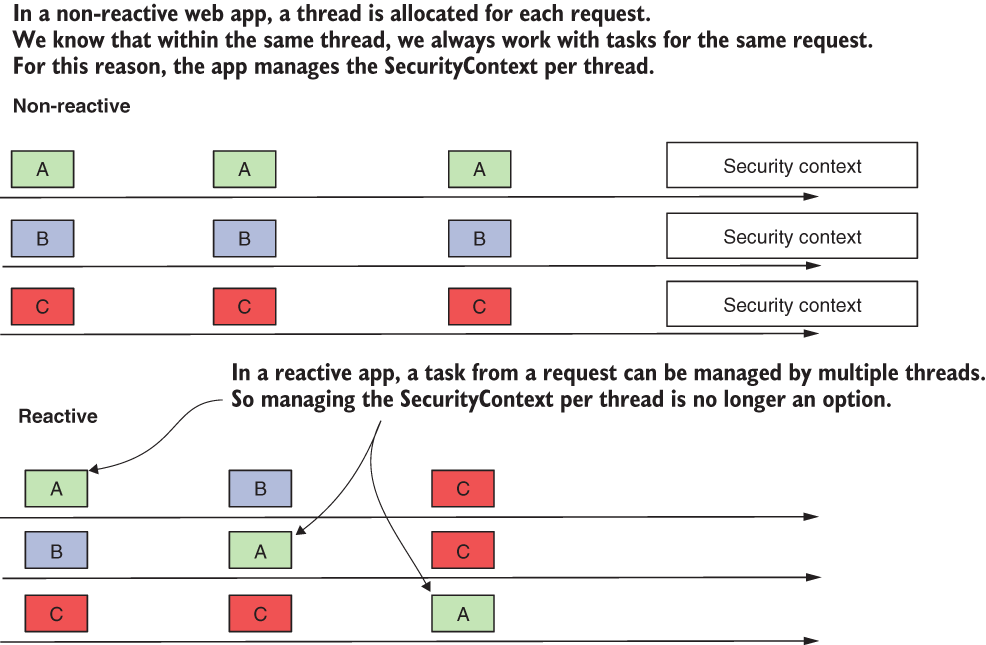 In a non-reactive web app, a thread is allocated for each request.
We know that within the same thread, we always work with tasks for the same request.
For this reason, the app manages the SecurityContext per thread.
Non-reactive
A A A Security context
B B B Security context
C C C Security context
In a reactive app, a task from a request can be managed by multiple threads.
So managing the SecurityContext per thread is no longer an option.
Reactive
A B C
B A C
C C A